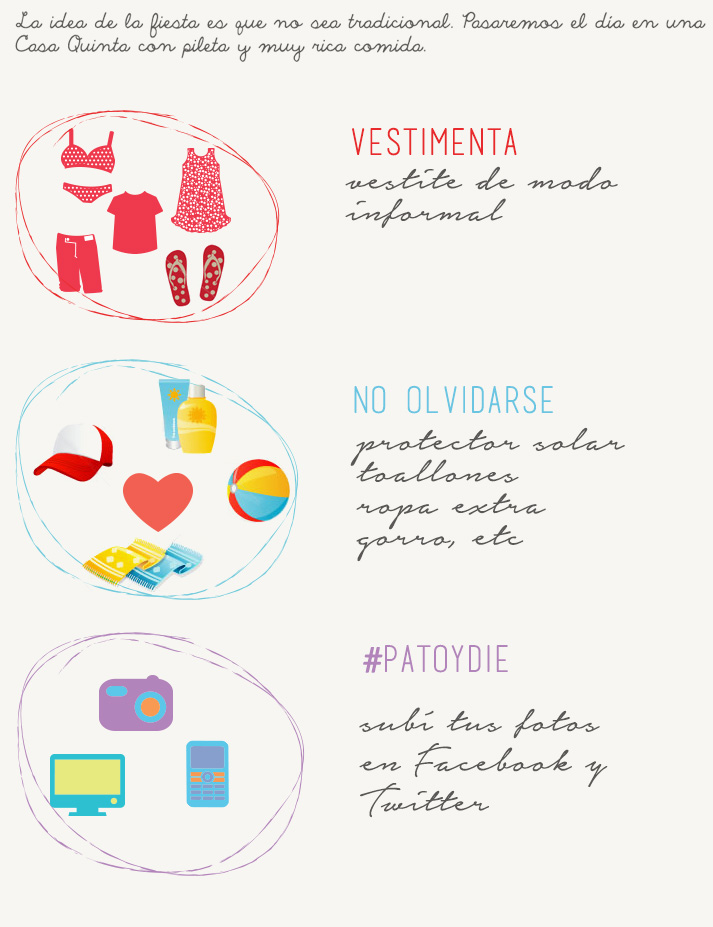 La idea de la fiesta es que no sea tradicional. Pasaremos el día en una
Casa Quinta con pileta y muy rica comida.
VESTIMENTA
vestite de modo
informal
NO OLVIDARSE
protector solar
toallones
ropa extra
gorro, etc
#PATOYDIE
subí tus fotos
en Facebook y
Twitter